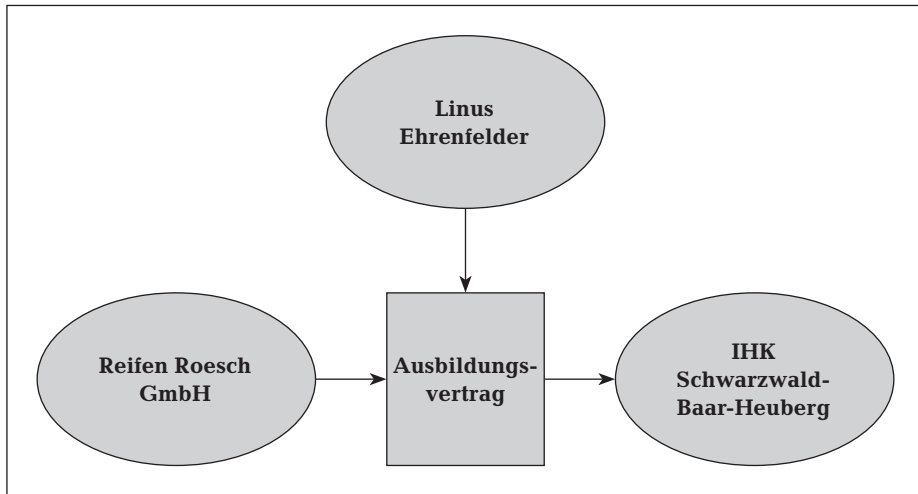 Linus
Ehrenfelder
Reifen Roesch
GmbH
Ausbildungs-
vertrag
IHK
Schwarzwald-
Baar-Heuberg